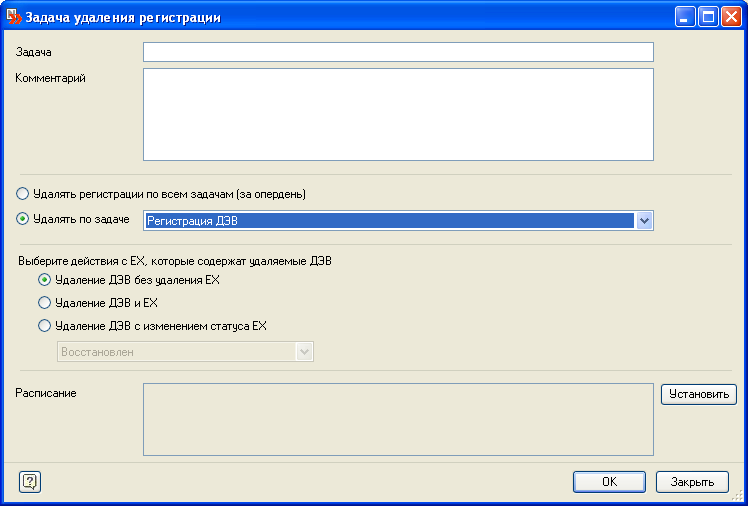 Задача удаления регистрации
Задача
Комментарий
Удалять регистрации по всем задачам (за опердень)
Удалять по задаче
Регистрация ДЭВ
Выберите действия с ЕХ, которые содержат удаляемые ДЭВ
Удаление ДЭВ без удаления ЕХ
Удаление ДЭВ и ЕХ
Удаление ДЭВ с изменением статуса ЕХ
Восстановлен
Расписание
Установить
?
OK
Закрыть